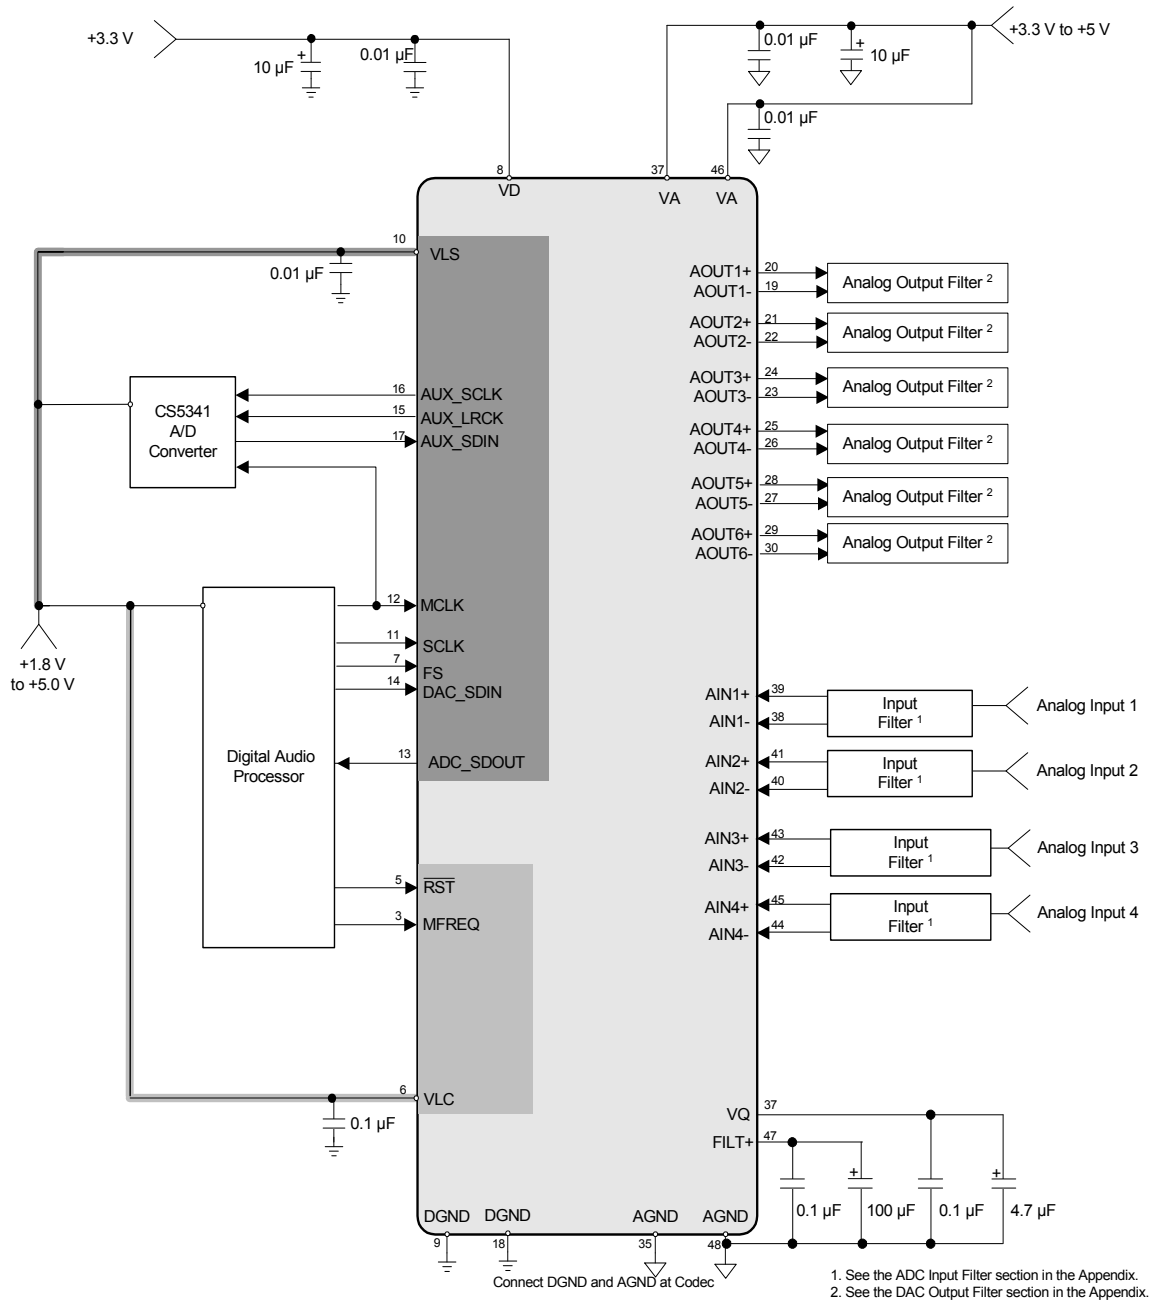 +3.3 V
10 µF
+
0.01 µF
0.01 µF
+
10 µF
+3.3 V to +5 V
0.01 µF
8
VD
37
VA
46
VA
10
VLS
0.01 µF
CS5341
A/D
Converter
16
AUX_SCLK
15
AUX_LRCK
17
AUX_SDIN
12
MCLK
11
SCLK
7
FS
14
DAC_SDIN
+1.8 V
to +5.0 V
Digital Audio
Processor
13
ADC_SDOUT
5
RST
3
MFREQ
6
VLC
0.1 µF
AOUT1+
20
AOUT1-
19
Analog Output Filter 2
AOUT2+
21
AOUT2-
22
Analog Output Filter 2
AOUT3+
24
AOUT3-
23
Analog Output Filter 2
AOUT4+
25
AOUT4-
26
Analog Output Filter 2
AOUT5+
28
AOUT5-
27
Analog Output Filter 2
AOUT6+
29
AOUT6-
30
Analog Output Filter 2
AIN1+
39
AIN1-
38
Input
Filter 1
Analog Input 1
AIN2+
41
AIN2-
40
Input
Filter 1
Analog Input 2
AIN3+
43
AIN3-
42
Input
Filter 1
Analog Input 3
AIN4+
45
AIN4-
44
Input
Filter 1
Analog Input 4
VQ
37
FILT+
47
0.1 µF
+
100 µF
0.1 µF
+
4.7 µF
DGND
9
DGND
18
AGND
35
AGND
48
Connect DGND and AGND at Codec
1. See the ADC Input Filter section in the Appendix.
2. See the DAC Output Filter section in the Appendix.